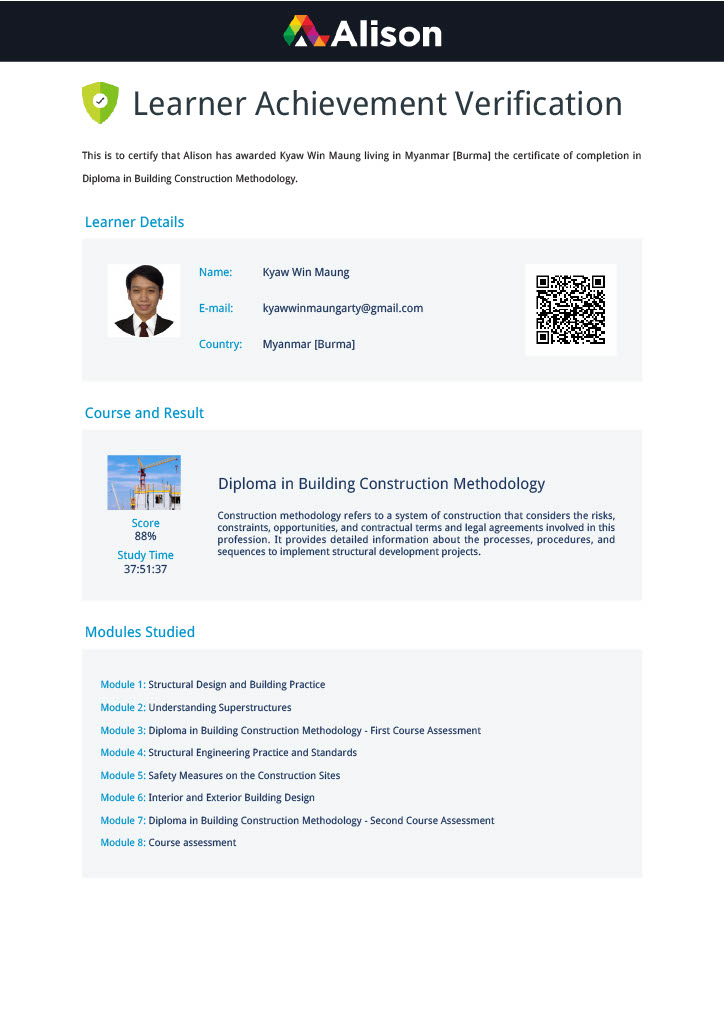 Alison
Learner Achievement Verification
This is to certify that Alison has awarded Kyaw Win Maung living in Myanmar [Burma] the certificate of completion in
Diploma in Building Construction Methodology.
Learner Details
Name: Kyaw Win Maung
E-mail: kyawwinmaungarty@gmail.com
Country: Myanmar [Burma]
Course and Result
Diploma in Building Construction Methodology
Construction methodology refers to a system of construction that considers the risks,
constraints, opportunities, and contractual terms and legal agreements involved in this
profession. It provides detailed information about the processes, procedures, and
sequences to implement structural development projects.
Score
88%
Study Time
37:51:37
Modules Studied
Module 1: Structural Design and Building Practice
Module 2: Understanding Superstructures
Module 3: Diploma in Building Construction Methodology - First Course Assessment
Module 4: Structural Engineering Practice and Standards
Module 5: Safety Measures on the Construction Sites
Module 6: Interior and Exterior Building Design
Module 7: Diploma in Building Construction Methodology - Second Course Assessment
Module 8: Course assessment